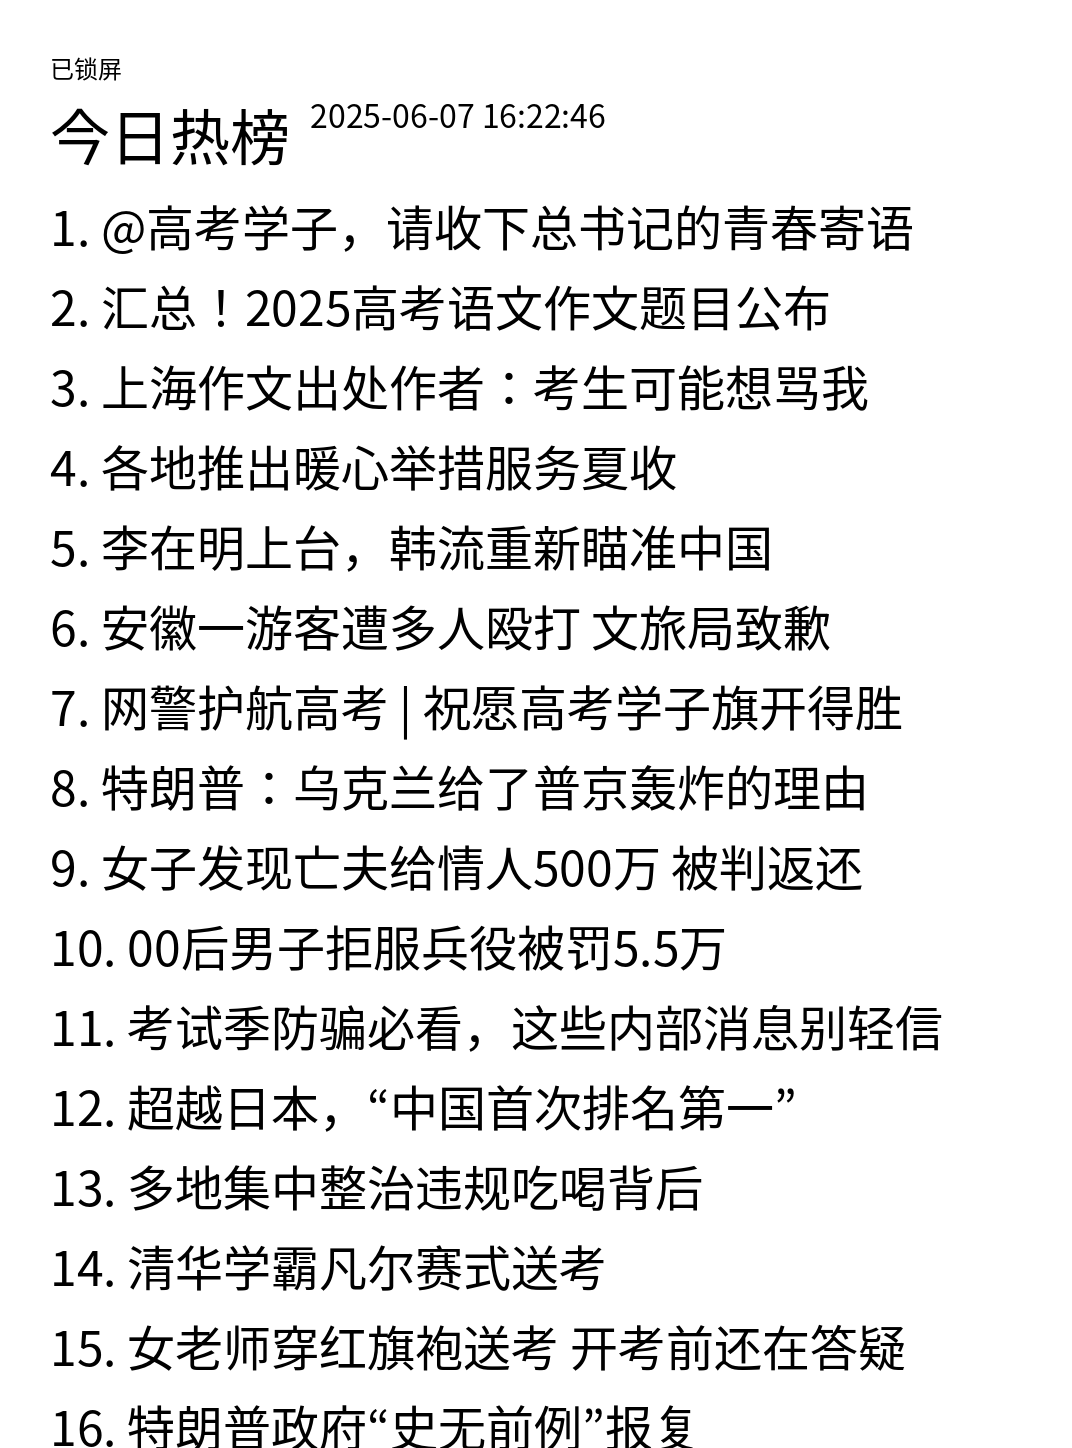 已锁屏
今日热榜 2025-06-07 16:22:46
1. @高考学子，请收下总书记的青春寄语
2. 汇总！2025高考语文作文题目公布
3. 上海作文出处作者：考生可能想骂我
4. 各地推出暖心举措服务夏收
5. 李在明上台，韩流重新瞄准中国
6. 安徽一游客遭多人殴打 文旅局致歉
7. 网警护航高考 | 祝愿高考学子旗开得胜
8. 特朗普：乌克兰给了普京轰炸的理由
9. 女子发现亡夫给情人500万 被判返还
10. 00后男子拒服兵役被罚5.5万
11. 考试季防骗必看，这些内部消息别轻信
12. 超越日本，“中国首次排名第一”
13. 多地集中整治违规吃喝背后
14. 清华学霸凡尔赛式送考
15. 女老师穿红旗袍送考 开考前还在答疑
16. 特朗普政府“史无前例”报复